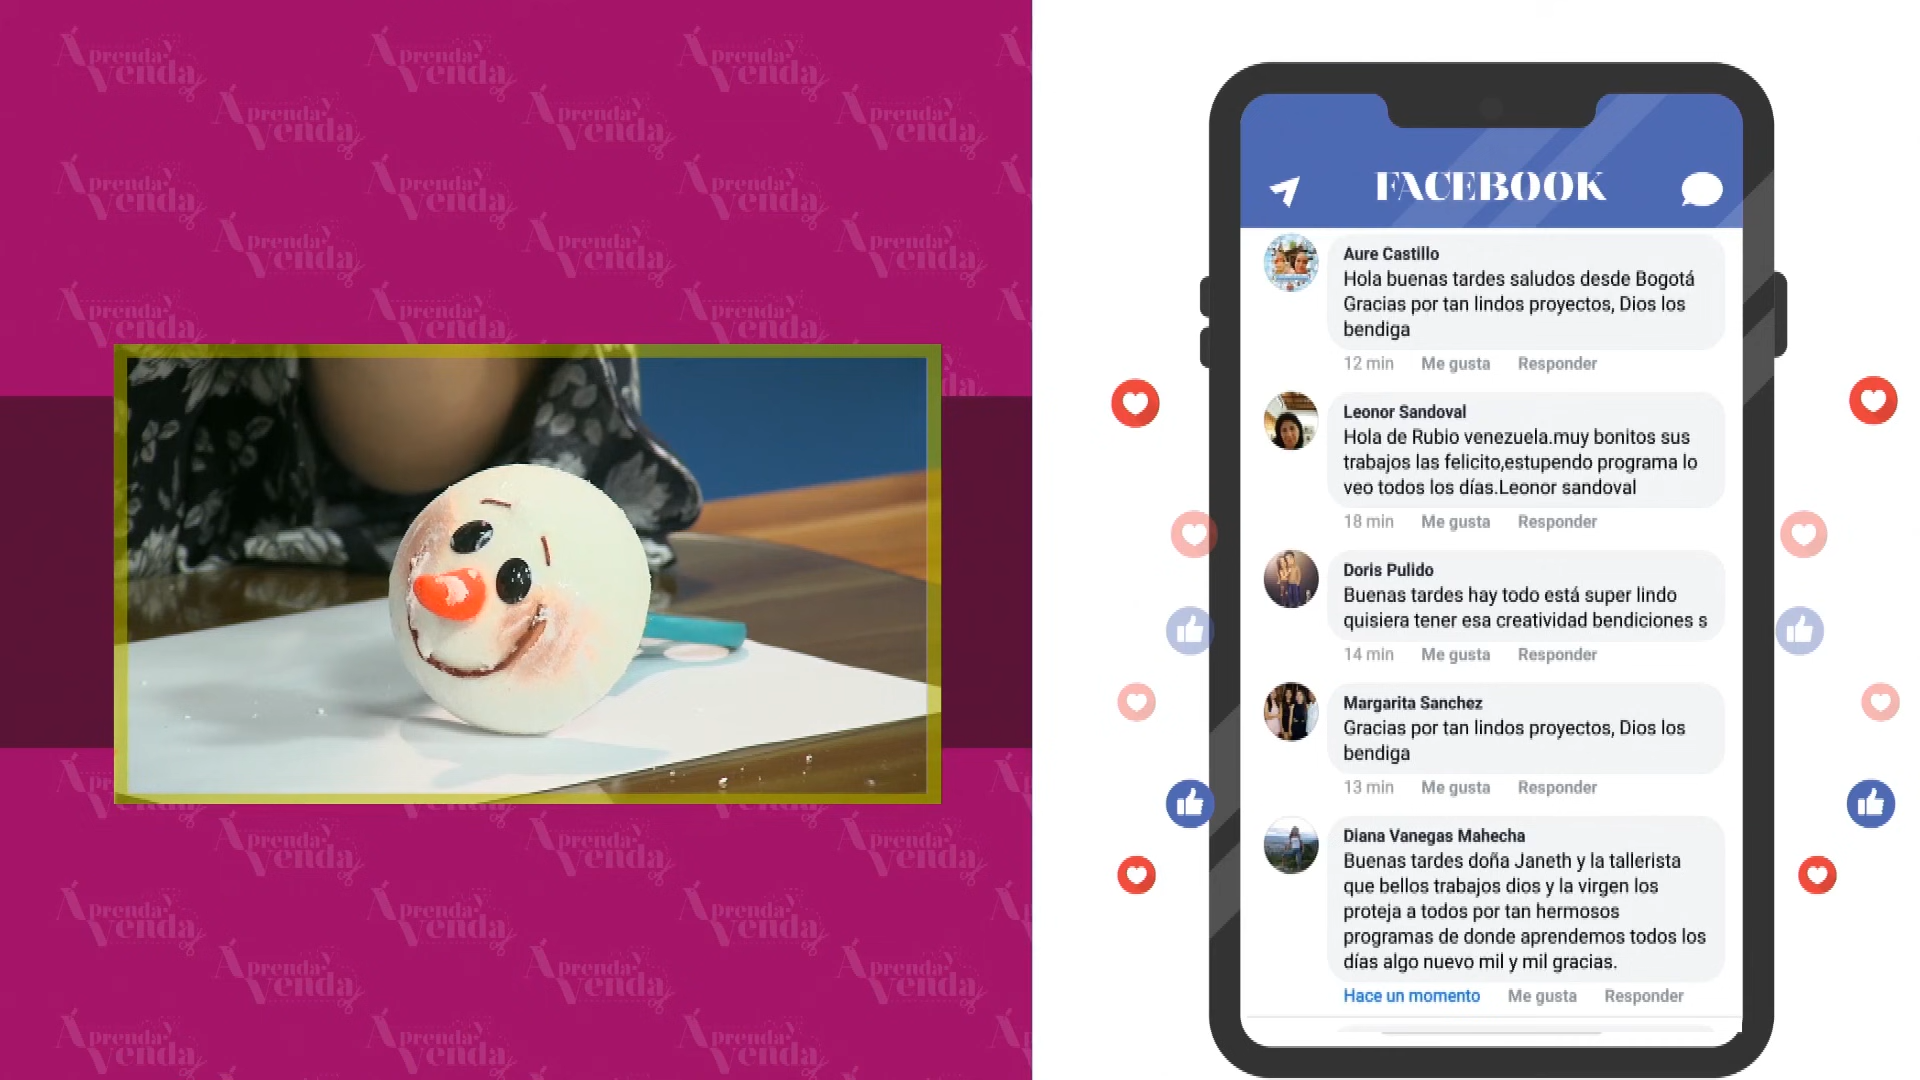 Aprenda y Venda
FACEBOOK
Aure Castillo
Hola buenas tardes saludos desde Bogotá
Gracias por tan lindos proyectos, Dios los
bendiga
12 min Me gusta Responder
Leonor Sandoval
Hola de Rubio venezuela.muy bonitos sus
trabajos las felicito,estupendo programa lo
veo todos los días.Leonor sandoval
18 min Me gusta Responder
Doris Pulido
Buenas tardes hay todo está super lindo
quisiera tener esa creatividad bendiciones s
14 min Me gusta Responder
Margarita Sanchez
Gracias por tan lindos proyectos, Dios los
bendiga
13 min Me gusta Responder
Diana Vanegas Mahecha
Buenas tardes doña Janeth y la tallerista
que bellos trabajos dios y la virgen los
proteja a todos por tan hermosos
programas de donde aprendemos todos los
días algo nuevo mil y mil gracias.
Hace un momento Me gusta Responder